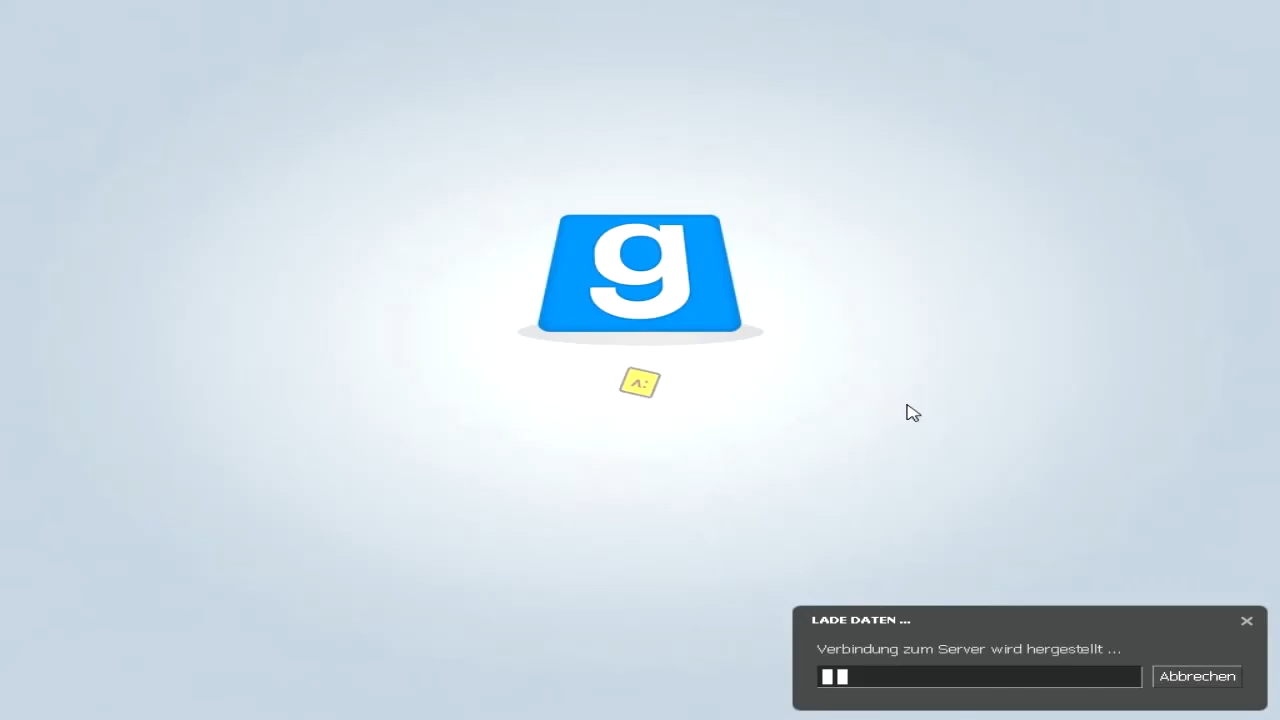 g
^:
LADE DATEN ...
Verbindung zum Server wird hergestellt ...
Abbrechen